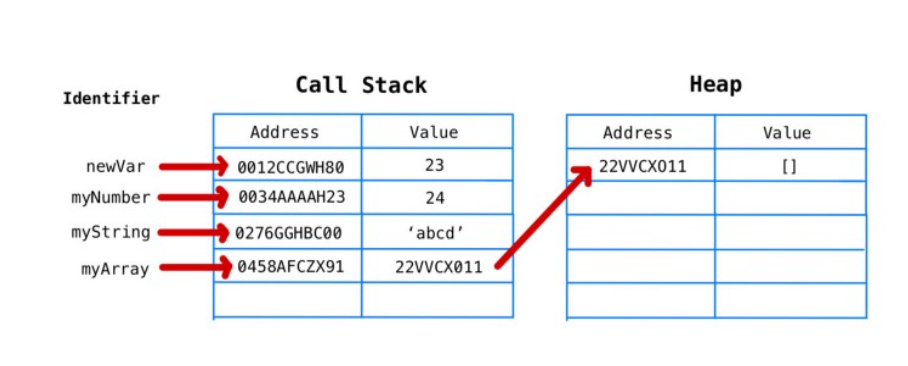 Call Stack Heap
Identifier
Address Value Address Value
newVar 0012CCGWH80 23 22VVCX011 []
myNumber 0034AAAAH23 24
myString 0276GGHBC00 ‘abcd’
myArray 0458AFCZX91 22VVCX011